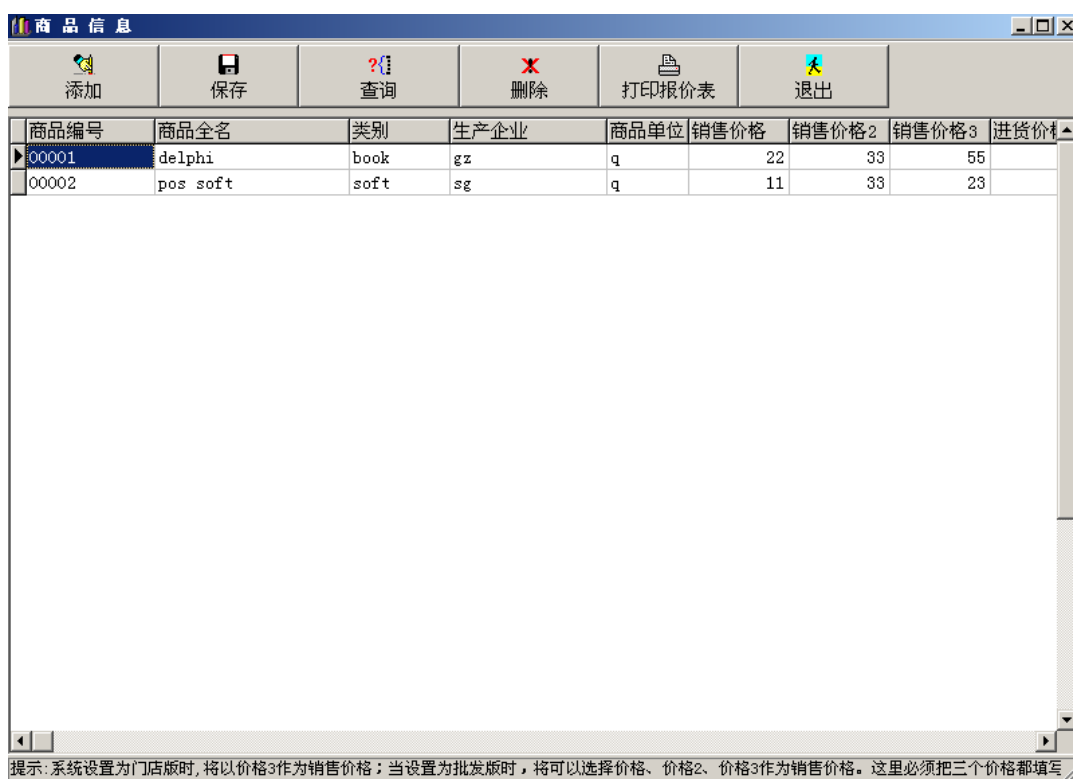 商品信息
添加 保存 查询 删除 打印报价表 退出
商品编号 商品全名 类别 生产企业 商品单位 销售价格 销售价格2 销售价格3 进货价
00001 delphi book gz q 22 33 55
00002 pos soft soft sg q 11 33 23
提示:系统设置为门店版时,将以价格3作为销售价格；当设置为批发版时，将可以选择价格、价格2、价格3作为销售价格。这里必须把三个价格都填写